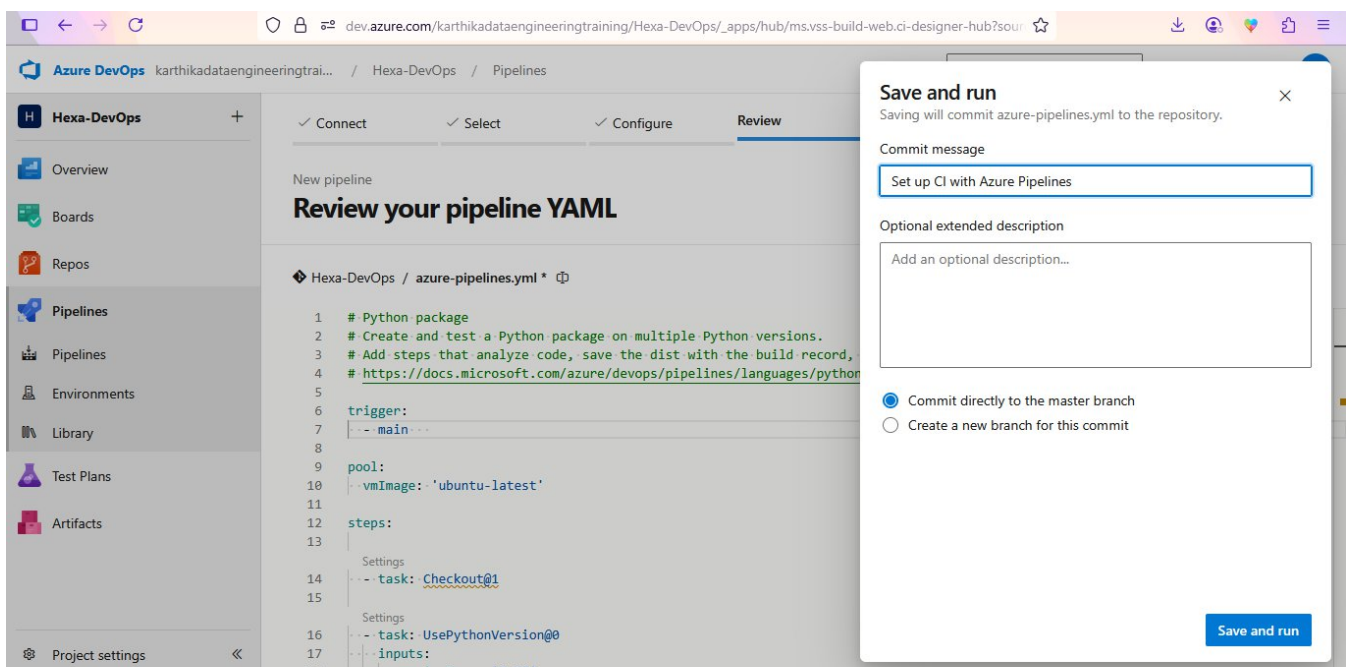 dev.azure.com/karthikadataengineeringtraining/Hexa-DevOps/_apps/hub/ms.vss-build-web.ci-designer-hub?sour
Azure DevOps karthikadataengineeringtrai... / Hexa-DevOps / Pipelines
H Hexa-DevOps +
Overview
Boards
Repos
Pipelines
Pipelines
Environments
Library
Test Plans
Artifacts
Project settings
Connect Select Configure Review
New pipeline
Review your pipeline YAML
Hexa-DevOps / azure-pipelines.yml *
1 # Python package
2 # Create and test a Python package on multiple Python versions.
3 # Add steps that analyze code, save the dist with the build record,
4 # https://docs.microsoft.com/azure/devops/pipelines/languages/python
5
6 trigger:
7 - main
8
9 pool:
10 vmImage: 'ubuntu-latest'
11
12 steps:
13
Settings
14 - task: Checkout@1
15
Settings
16 - task: UsePythonVersion@0
17 inputs:
Save and run
Saving will commit azure-pipelines.yml to the repository.
Commit message
Set up CI with Azure Pipelines
Optional extended description
Add an optional description...
Commit directly to the master branch
Create a new branch for this commit
Save and run